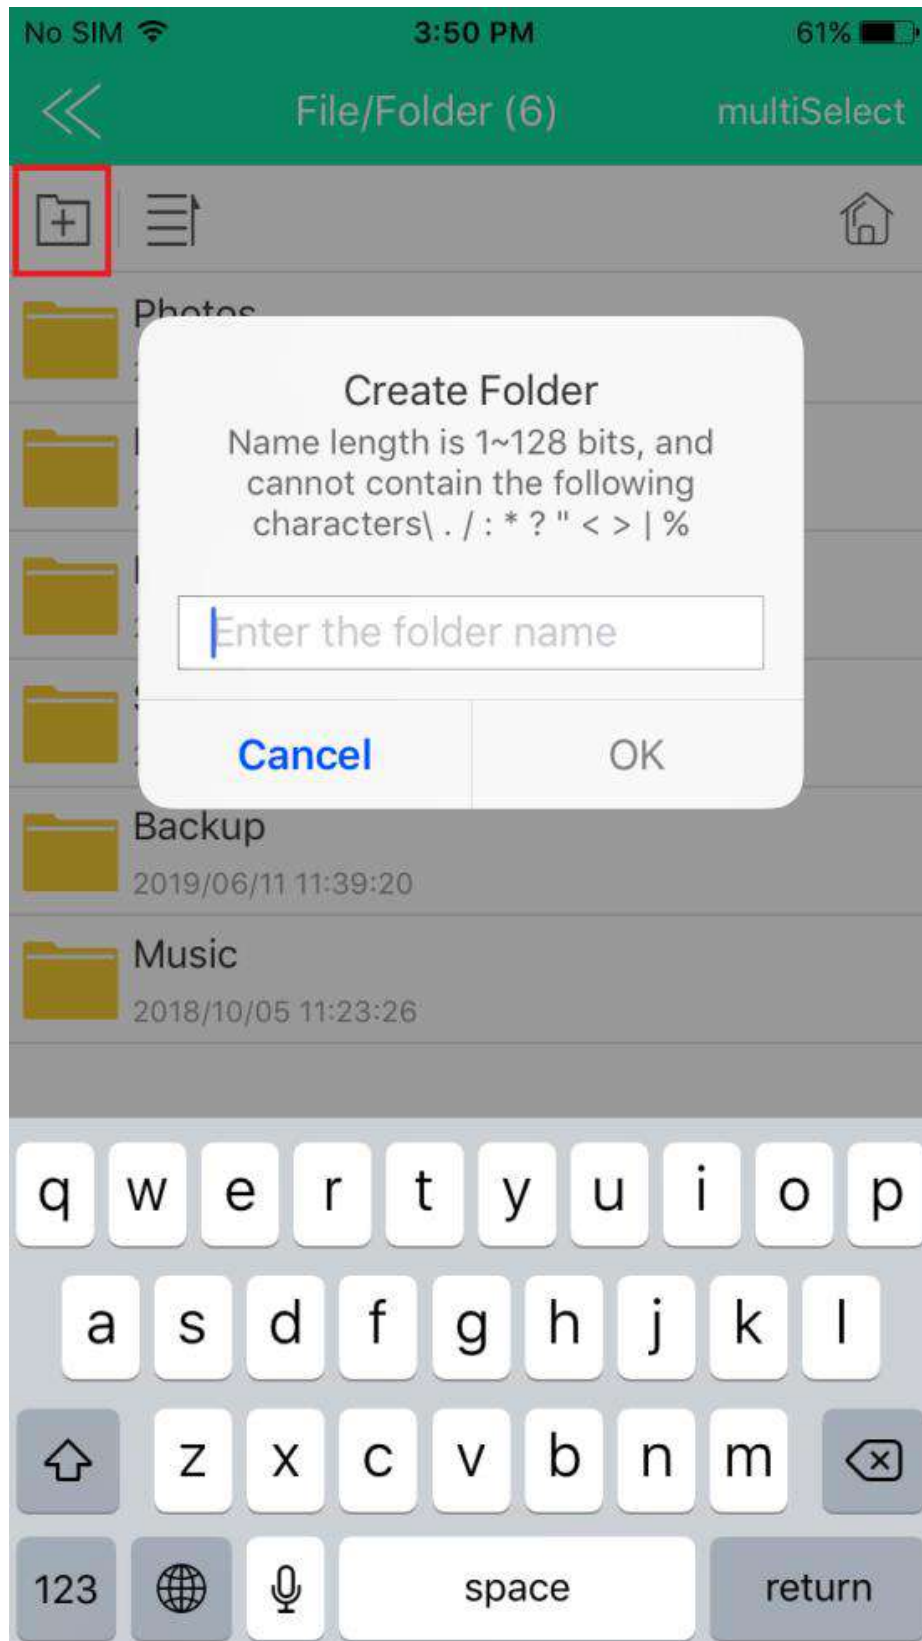 No SIM 3:50 PM 61%
File/Folder (6) multiSelect
Photos
Create Folder
Name length is 1~128 bits, and
cannot contain the following
characters\ . / : * ? " < > | %
Enter the folder name
Cancel OK
Backup
2019/06/11 11:39:20
Music
2018/10/05 11:23:26
q w e r t y u i o p
a s d f g h j k l
z x c v b n m
123 space return